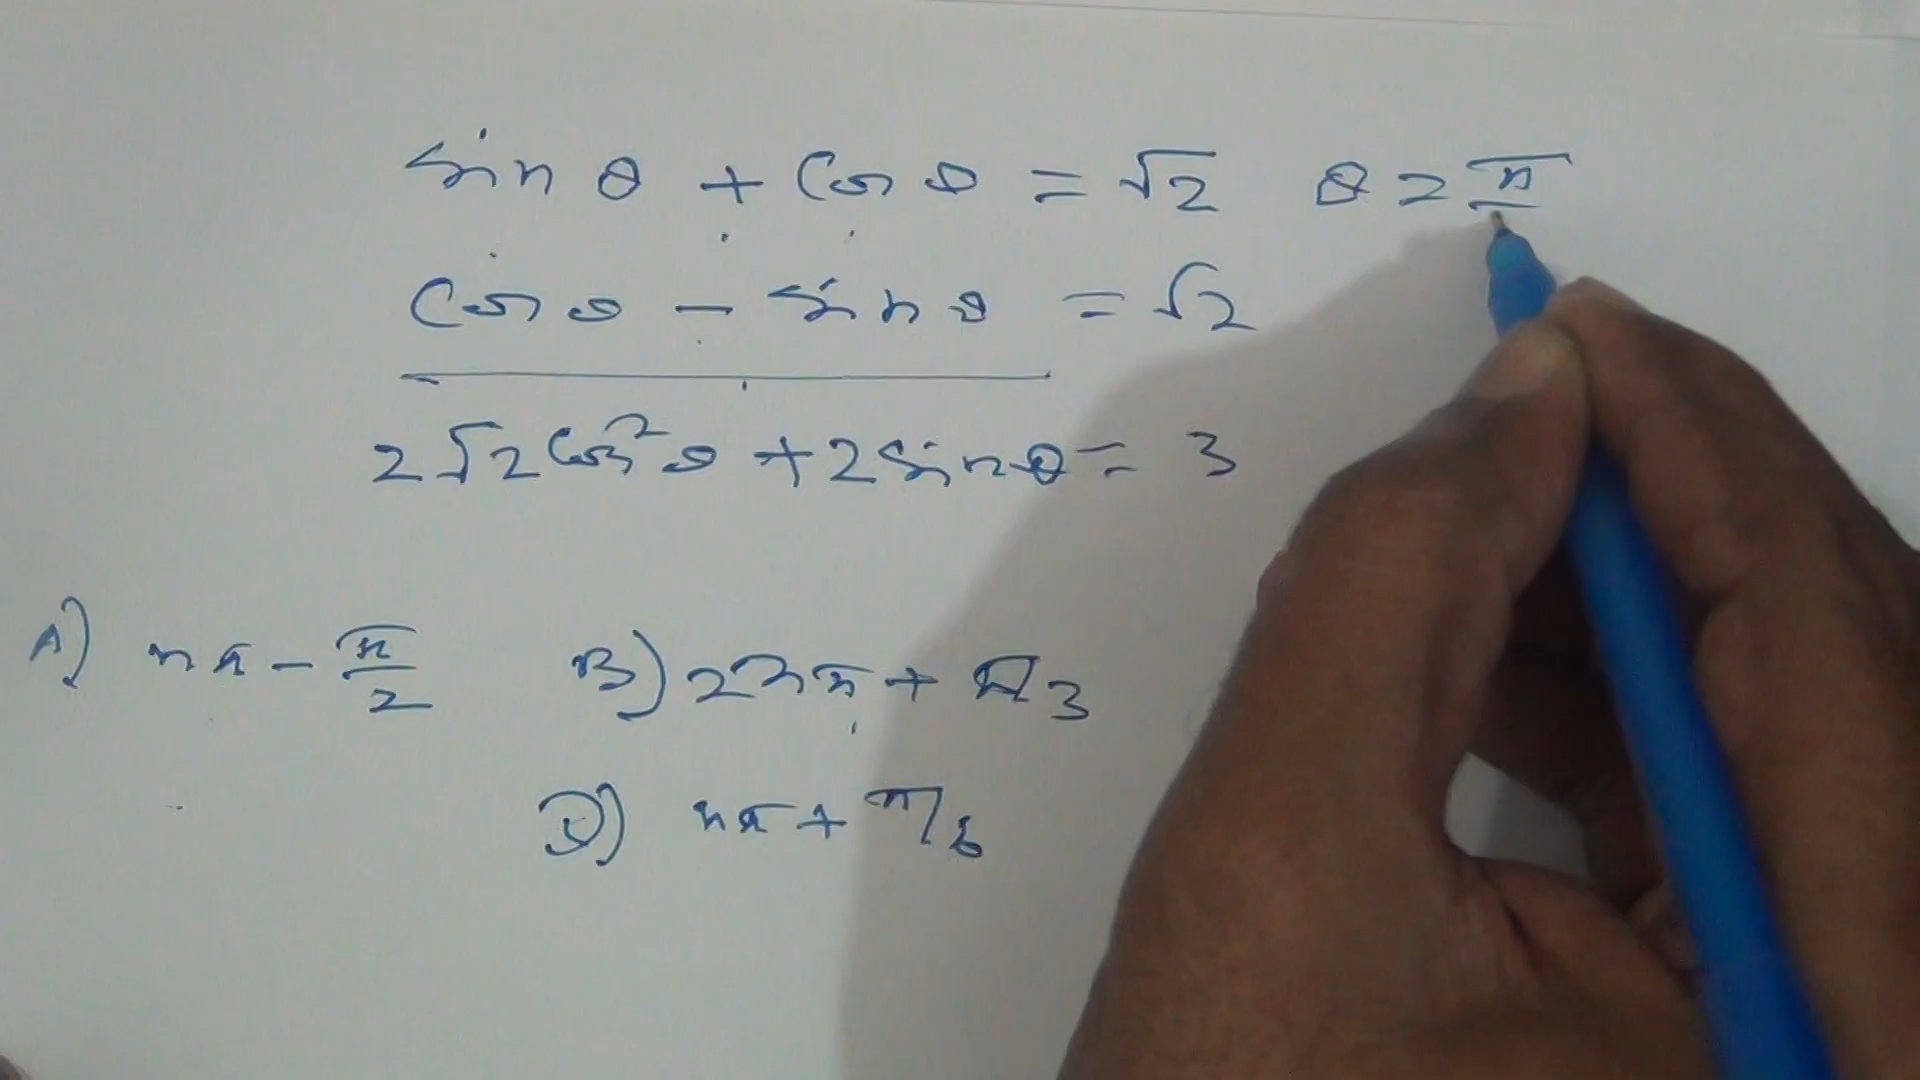 sin θ + cos θ = √2 θ = π
cos θ - sin θ = √2
2√2 cos²θ + 2 sin θ = 3
A) nπ - π/2 B) 2nπ + π/3
D) nπ + π/6